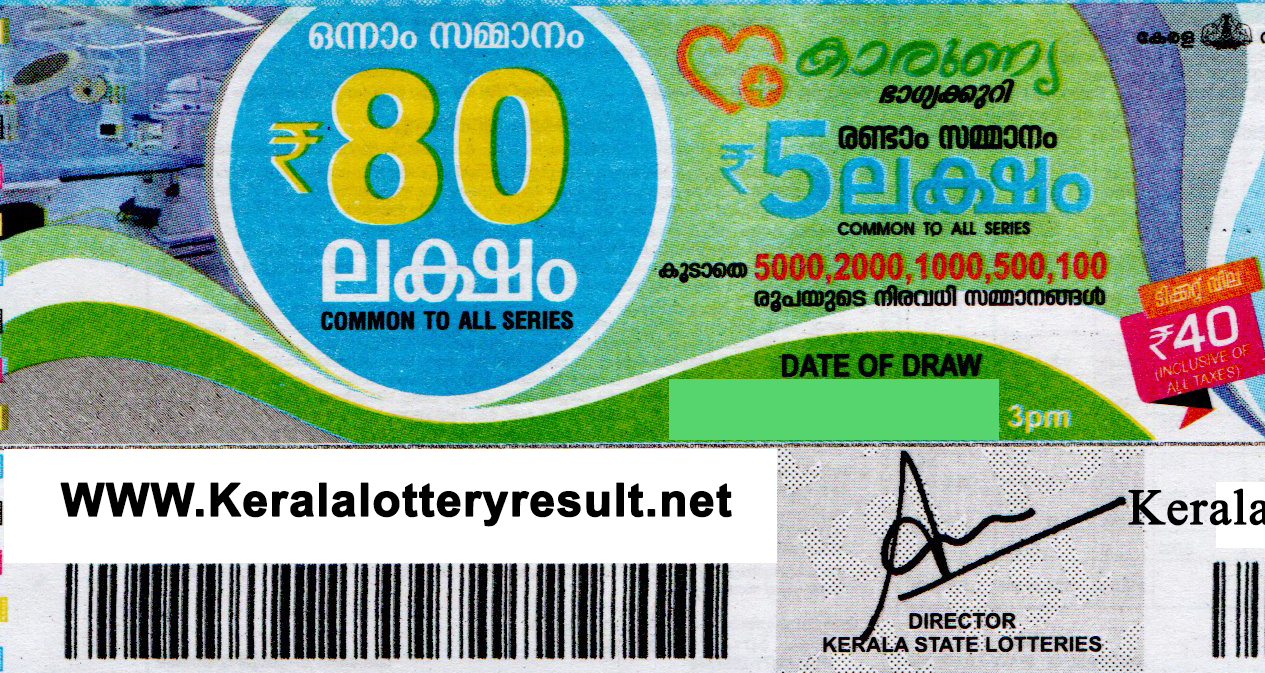 ഒന്നാം സമ്മാനം
₹80
ലക്ഷം
COMMON TO ALL SERIES
കാരുണ്യ
ഭാഗ്യക്കുറി
കേരള
രണ്ടാം സമ്മാനം
₹5 ലക്ഷം
COMMON TO ALL SERIES
കൂടാതെ 5000,2000,1000,500,100
രൂപയുടെ നിരവധി സമ്മാനങ്ങൾ
ടിക്കറ്റ് വില
₹40
(INCLUSIVE OF
ALL TAXES)
DATE OF DRAW
3pm
WWW.Keralalotteryresult.net
Kerala
DIRECTOR
KERALA STATE LOTTERIES